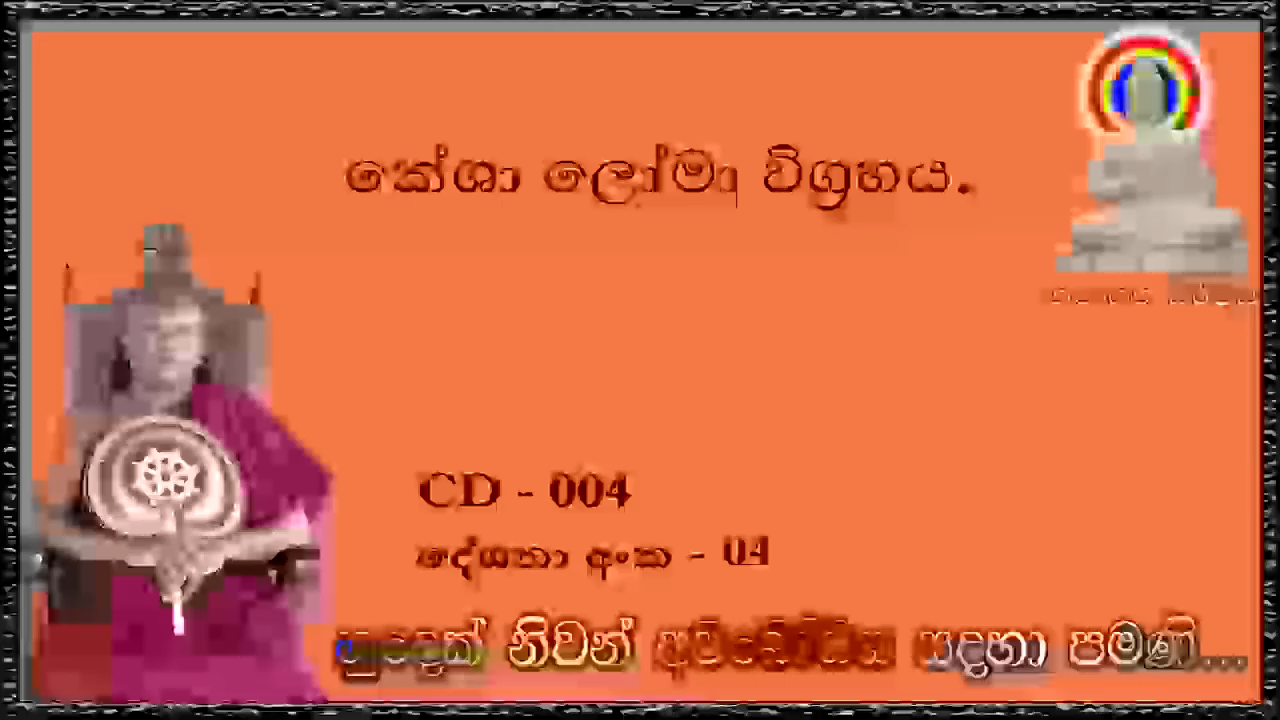 කේශා ලෝමා විග්‍රහය.
CD - 004
දේශනා අංක - 04
හුදෙක් නිවන් අවබෝධය සඳහා පමණි...